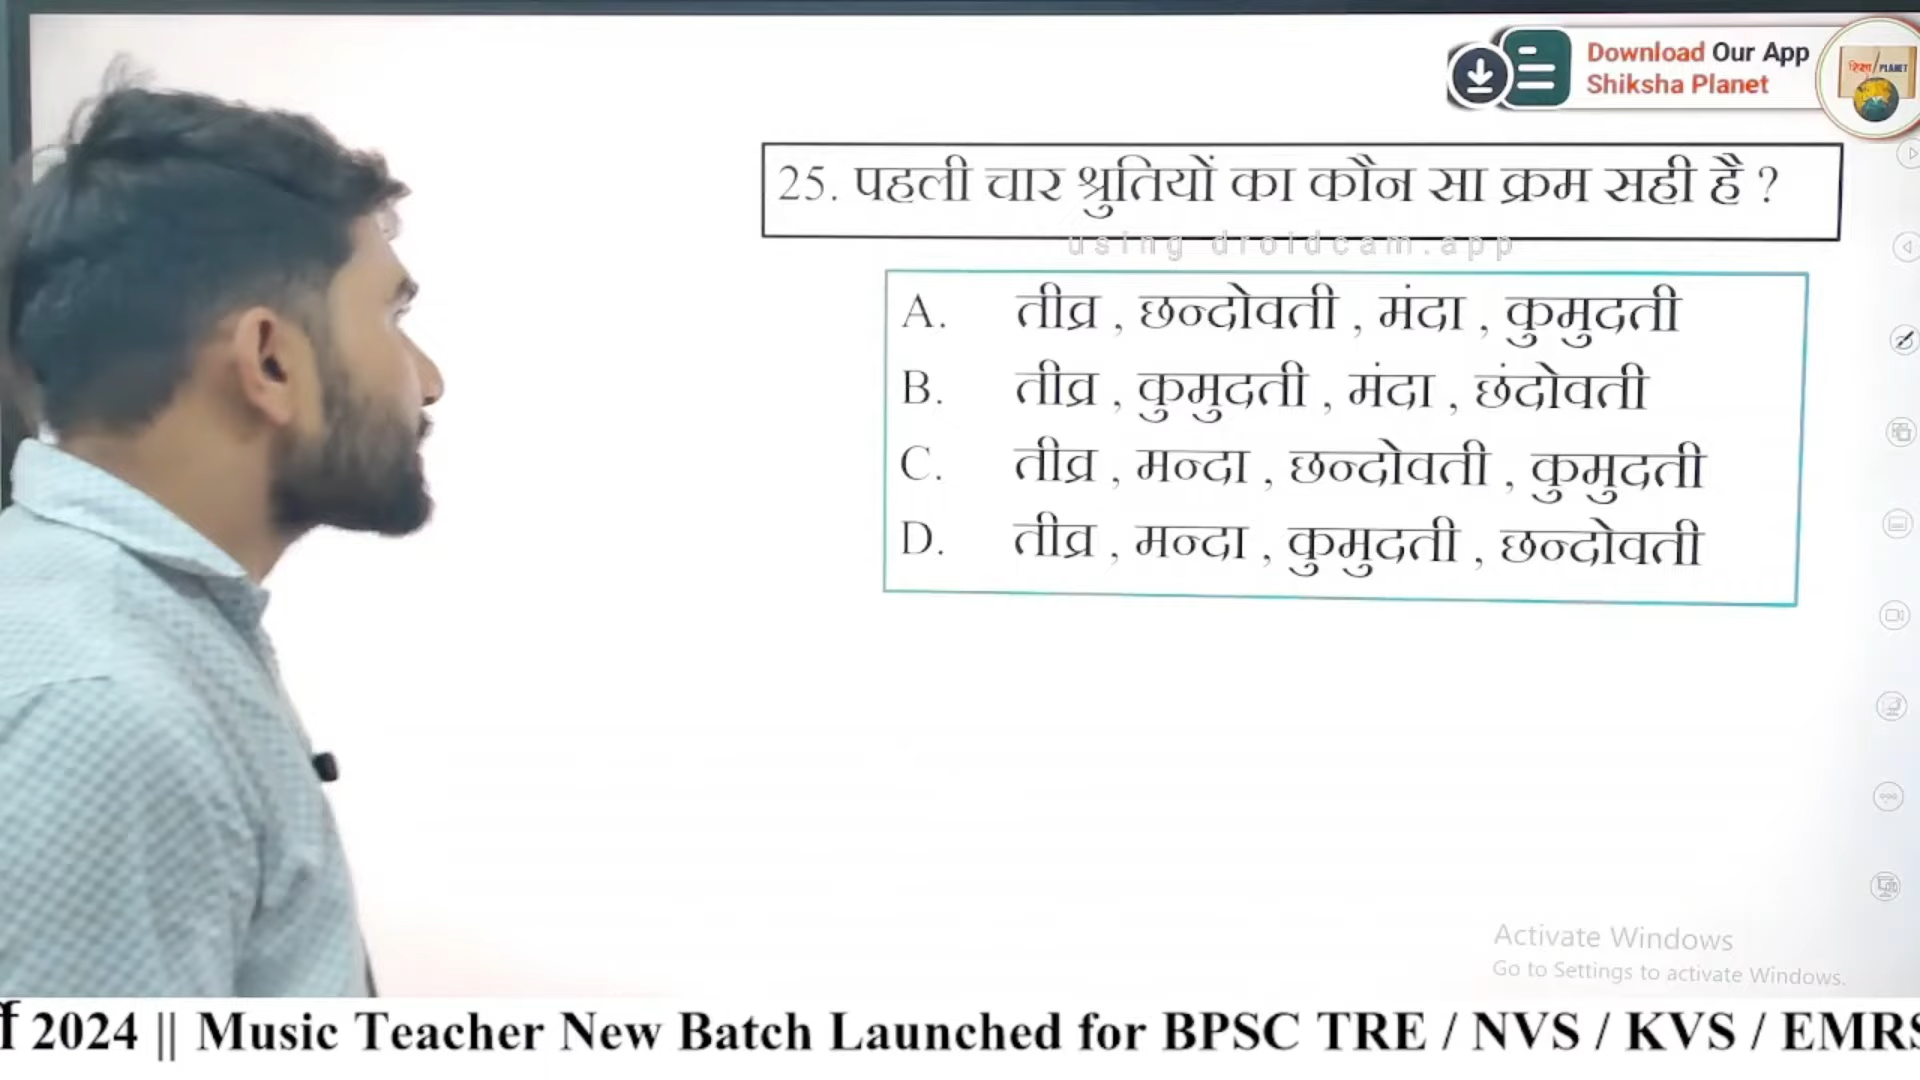 Download Our App
Shiksha Planet
शिक्षा PLANET
25. पहली चार श्रुतियों का कौन सा क्रम सही है ?
using droidcam.app
A. तीव्र , छन्दोवती , मंदा , कुमुदती
B. तीव्र , कुमुदती , मंदा , छंदोवती
C. तीव्र , मन्दा , छन्दोवती , कुमुदती
D. तीव्र , मन्दा , कुमुदती , छन्दोवती
Activate Windows
Go to Settings to activate Windows.
2024 || Music Teacher New Batch Launched for BPSC TRE / NVS / KVS / EMRS